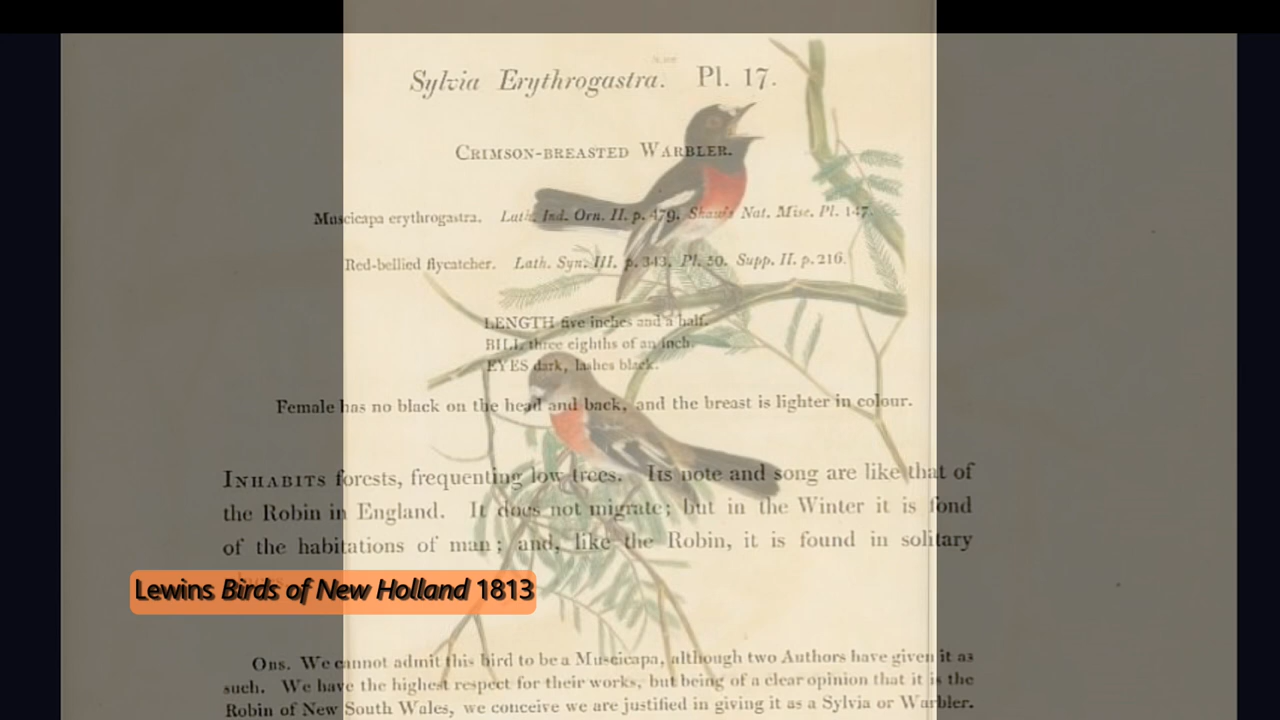 Sylvia Erythrogastra. Pl. 17.
Crimson-breasted Warbler.
Muscicapa erythrogastra. Lath. Ind. Orn. II. p. 479. Shaw's Nat. Misc. Pl. 147.
Red-bellied flycatcher. Lath. Syn. III. p. 343. Pl. 50. Supp. II. p. 216.
LENGTH five inches and a half.
BILL three eighths of an inch.
EYES dark, lashes black.
Female has no black on the head and back, and the breast is lighter in colour.
Inhabits forests, frequenting low trees. Its note and song are like that of
the Robin in England. It does not migrate; but in the Winter it is fond
of the habitations of man; and, like the Robin, it is found in solitary
Lewins Birds of New Holland 1813
Obs. We cannot admit this bird to be a Muscicapa, although two Authors have given it as
such. We have the highest respect for their works, but being of a clear opinion that it is the
Robin of New South Wales, we conceive we are justified in giving it as a Sylvia or Warbler.